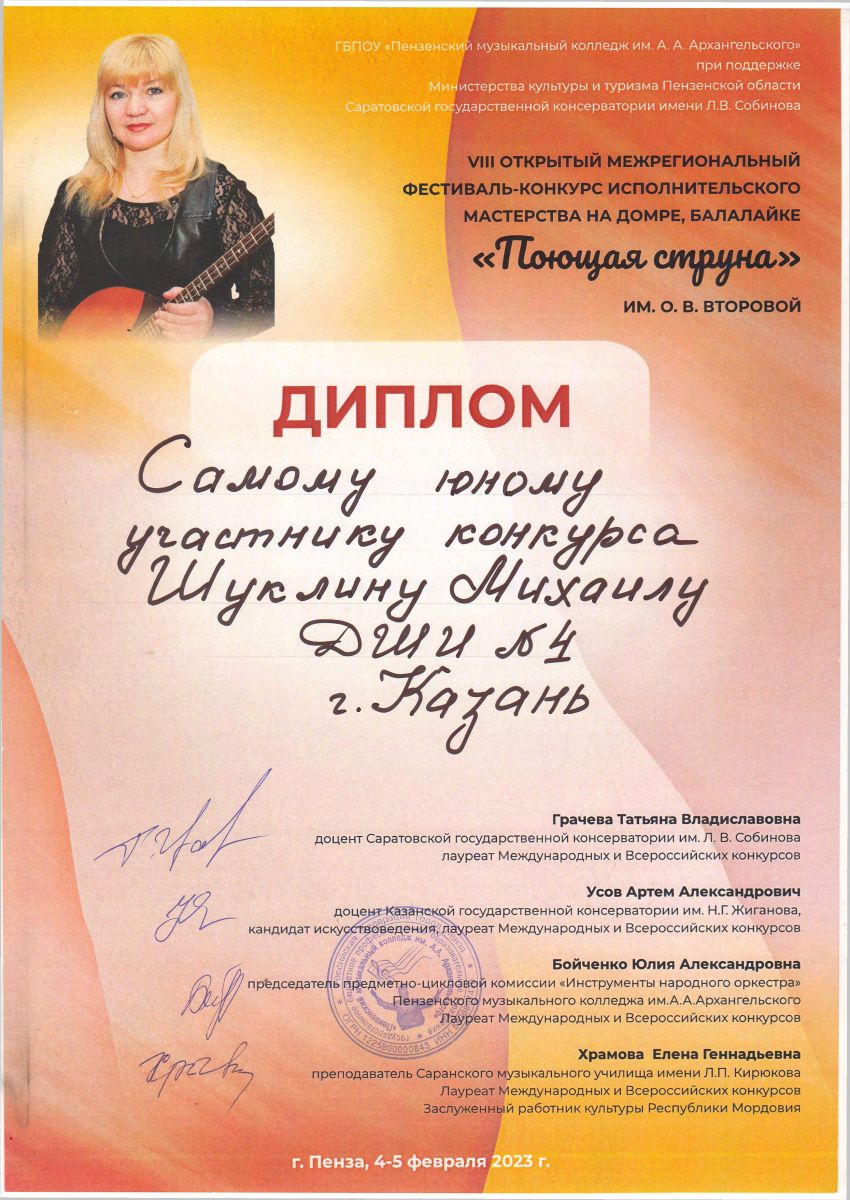 ГБПОУ «Пензенский музыкальный колледж им. А. А. Архангельского»
при поддержке
Министерства культуры и туризма Пензенской области
Саратовской государственной консерватории имени Л.В. Собинова
VIII ОТКРЫТЫЙ МЕЖРЕГИОНАЛЬНЫЙ
ФЕСТИВАЛЬ-КОНКУРС ИСПОЛНИТЕЛЬСКОГО
МАСТЕРСТВА НА ДОМРЕ, БАЛАЛАЙКЕ
«Поющая струна»
ИМ. О. В. ВТОРОВОЙ
ДИПЛОМ
Самому юному
участнику конкурса
Шуклину Михаилу
ДШИ №4
г. Казань
Грачева Татьяна Владиславовна
доцент Саратовской государственной консерватории им. Л. В. Собинова
лауреат Международных и Всероссийских конкурсов
Усов Артем Александрович
доцент Казанской государственной консерватории им. Н.Г. Жиганова,
кандидат искусствоведения, лауреат Международных и Всероссийских конкурсов
Бойченко Юлия Александровна
председатель предметно-цикловой комиссии «Инструменты народного оркестра»
Пензенского музыкального колледжа им.А.А.Архангельского
Лауреат Международных и Всероссийских конкурсов
Храмова Елена Геннадьевна
преподаватель Саранского музыкального училища имени Л.П. Кирюкова
Лауреат Международных и Всероссийских конкурсов
Заслуженный работник культуры Республики Мордовия
г. Пенза, 4-5 февраля 2023 г.